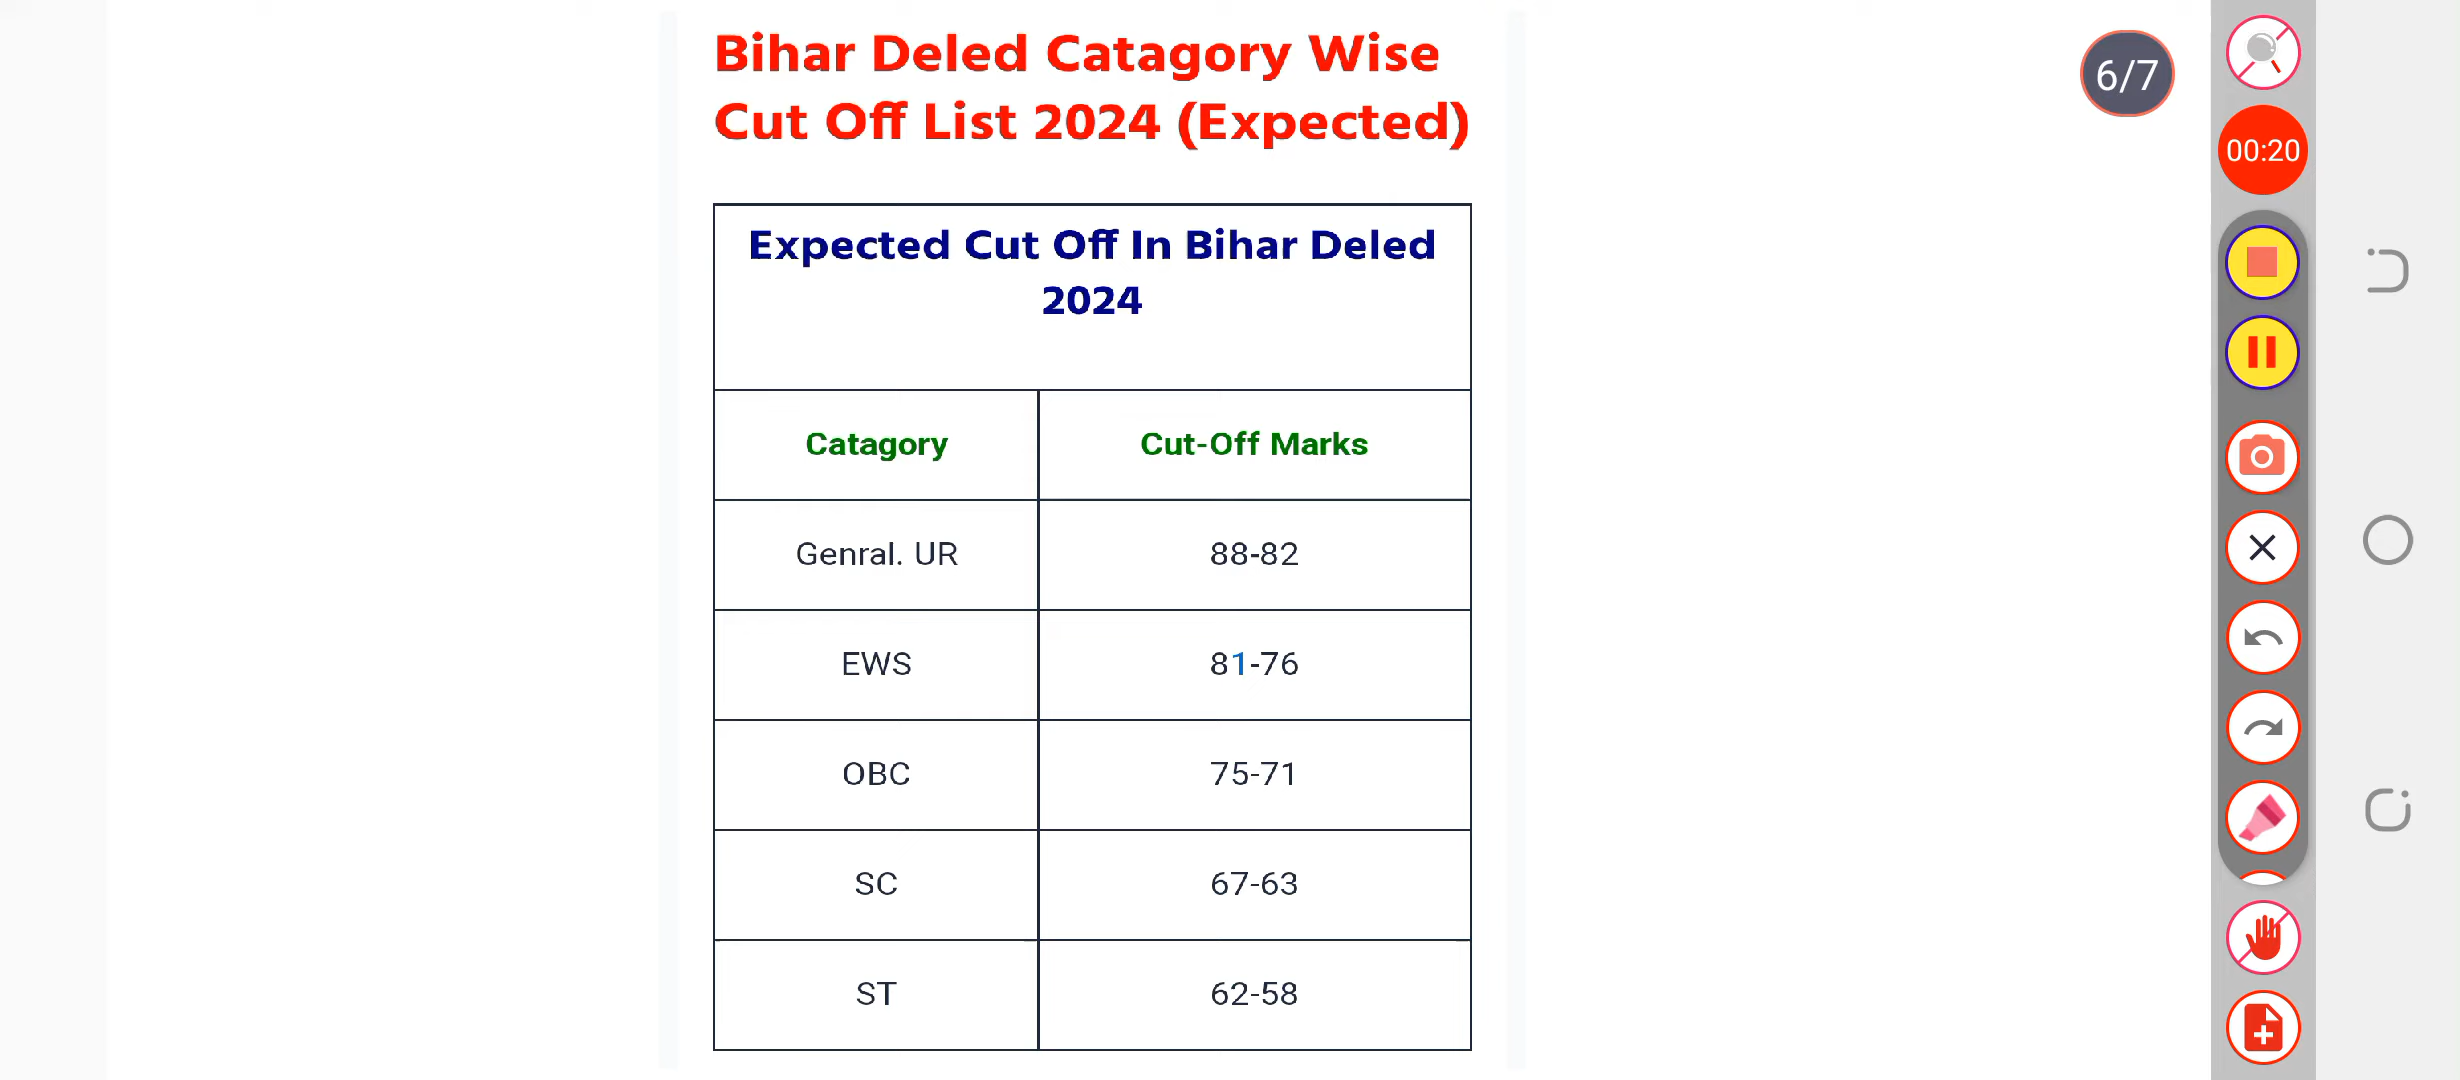 Bihar Deled Catagory Wise
Cut Off List 2024 (Expected)
6/7
00:20
Expected Cut Off In Bihar Deled
2024
Catagory Cut-Off Marks
Genral. UR 88-82
EWS 81-76
OBC 75-71
SC 67-63
ST 62-58